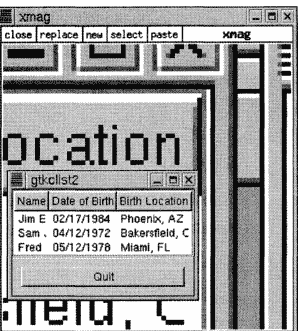 xmag
close replace new select paste xmag
ocation
gtkclist2
Name Date of Birth Birth Location
Jim E 02/17/1984 Phoenix, AZ
Sam 04/12/1972 Bakersfield, C
Fred 05/12/1978 Miami, FL
Quit
field, C